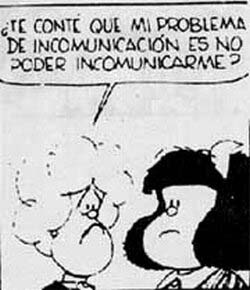 ¿TE CONTÉ QUE MI PROBLEMA
DE INCOMUNICACIÓN ES NO
PODER INCOMUNICARME?